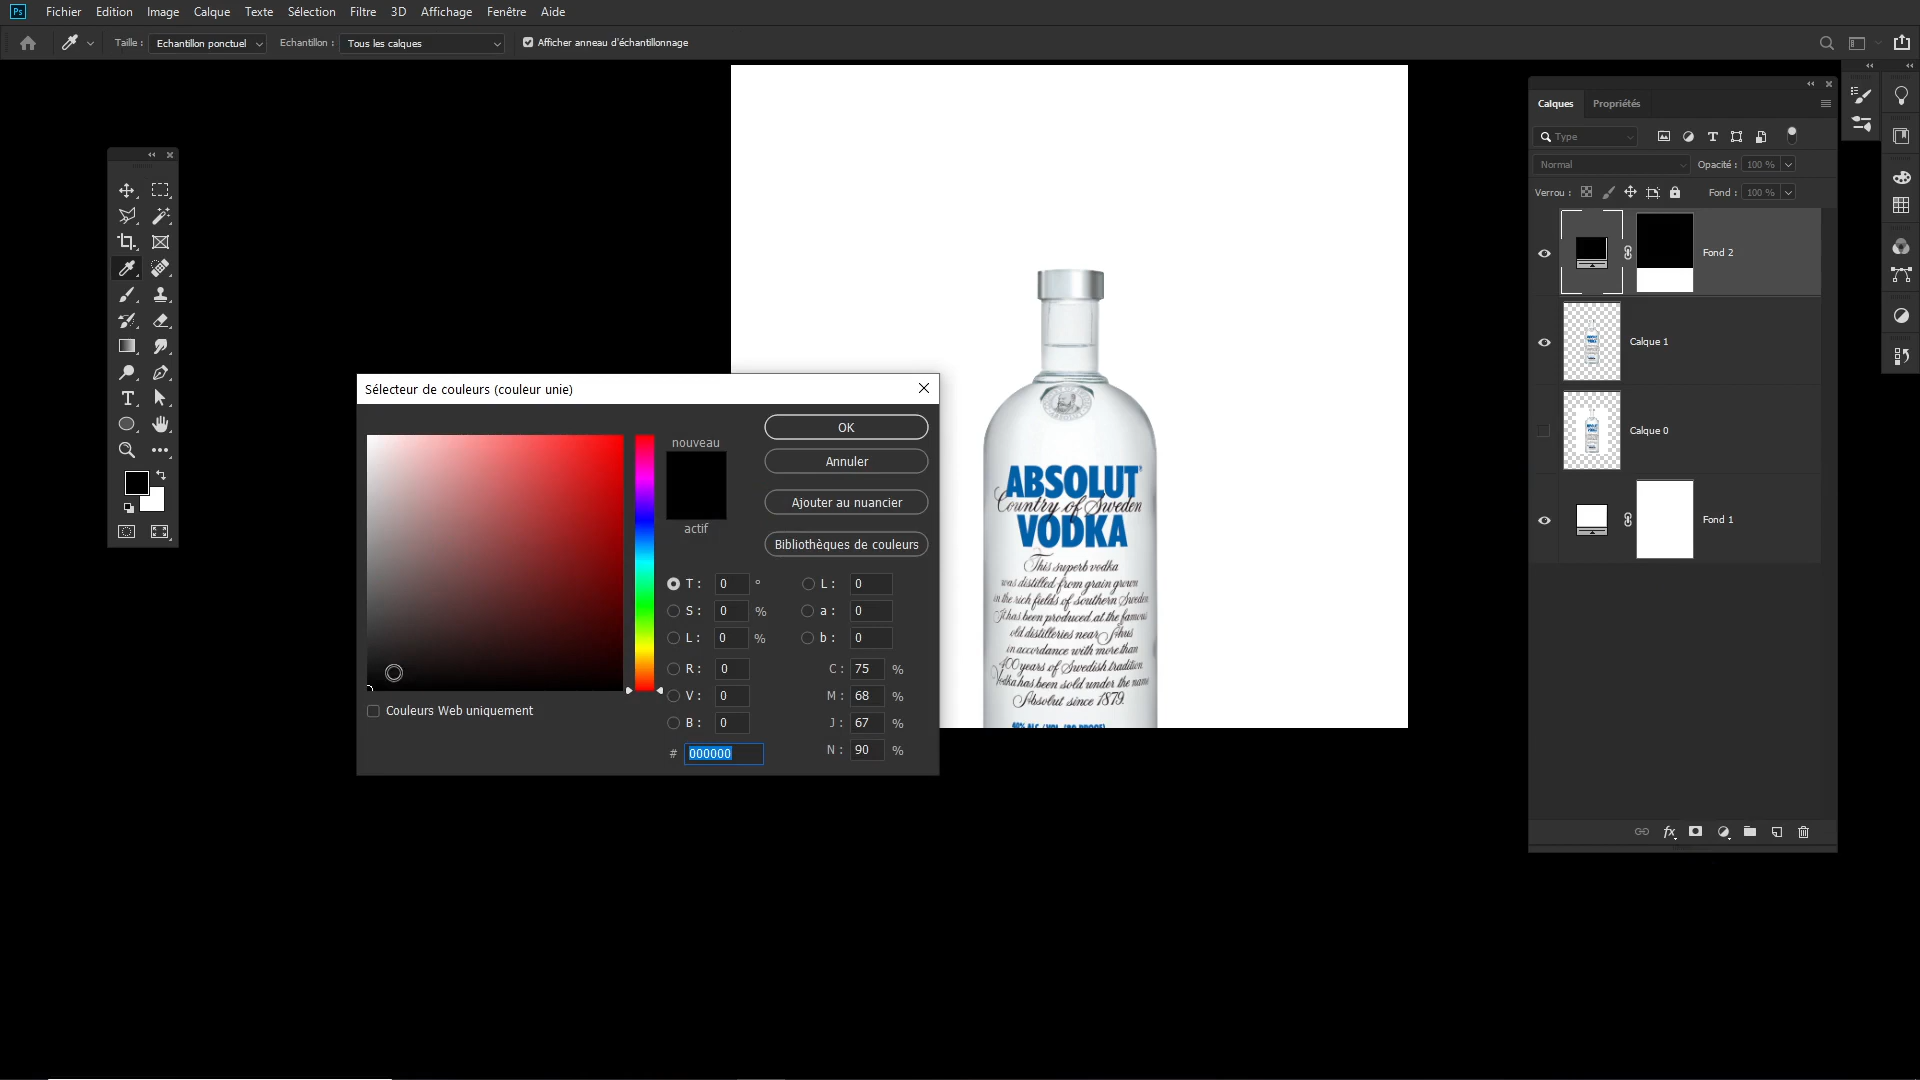 Ps Fichier Edition Image Calque Texte Sélection Filtre 3D Affichage Fenêtre Aide
Taille : Echantillon ponctuel Echantillon : Tous les calques Afficher anneau d'échantillonnage
Calques Propriétés
Type
Normal Opacité : 100 %
Verrou : Fond : 100 %
Fond 2
Calque 1
Calque 0
Fond 1
fx
Sélecteur de couleurs (couleur unie)
nouveau
actif
OK
Annuler
Ajouter au nuancier
Bibliothèques de couleurs
T : 0 ° L : 0
S : 0 % a : 0
L : 0 % b : 0
R : 0 C : 75 %
V : 0 M : 68 %
B : 0 J : 67 %
# 000000 N : 90 %
Couleurs Web uniquement
ABSOLUT
Country of Sweden
VODKA
This superb vodka
was distilled from grain grown
in the rich fields of southern Sweden.
It has been produced at the famous
old distilleries near Åhus
in accordance with more than
400 years of Swedish tradition.
Vodka has been sold under the name
Absolut since 1879.